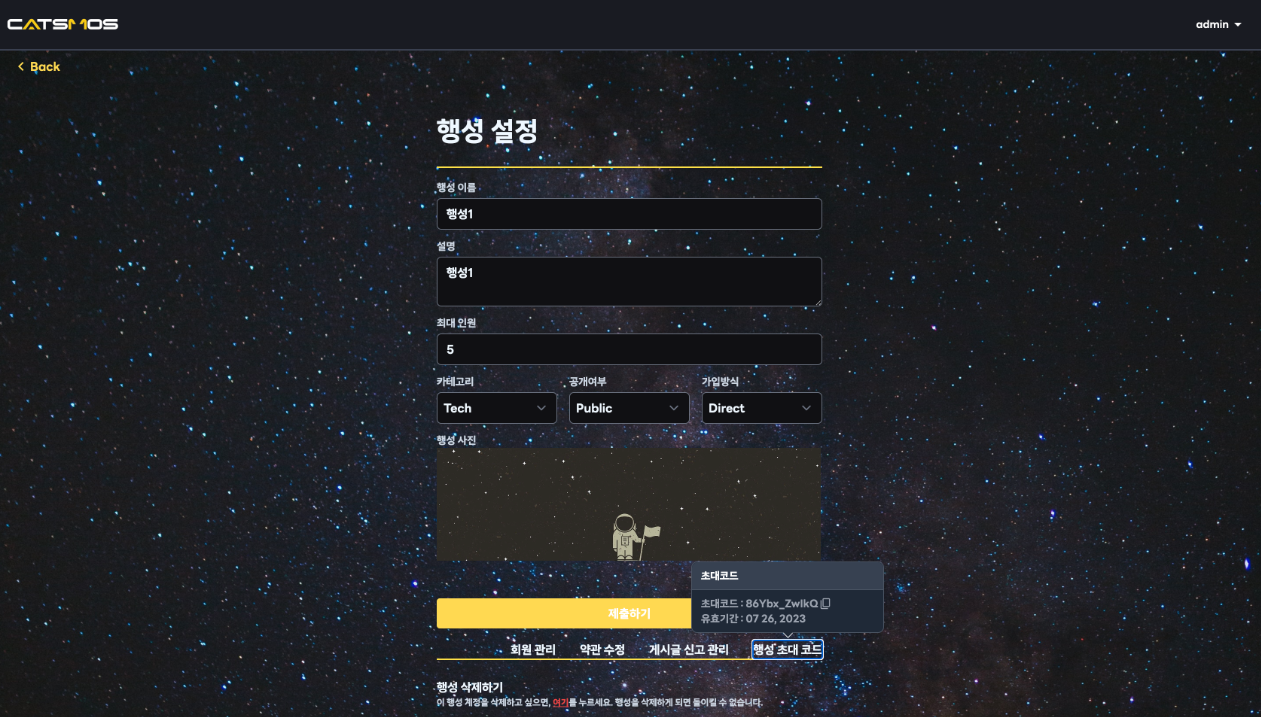 CATSMOS
admin
Back
행성 설정
행성 이름
행성1
설명
행성1
최대 인원
5
카테고리 공개여부 가입방식
Tech Public Direct
행성 사진
초대코드
초대코드 : 86Ybx_ZwIkQ
유효기간 : 07 26, 2023
제출하기
회원 관리 약관 수정 게시글 신고 관리 행성 초대 코드
행성 삭제하기
이 행성 계정을 삭제하고 싶으면, 여기를 누르세요. 행성을 삭제하게 되면 돌이킬 수 없습니다.